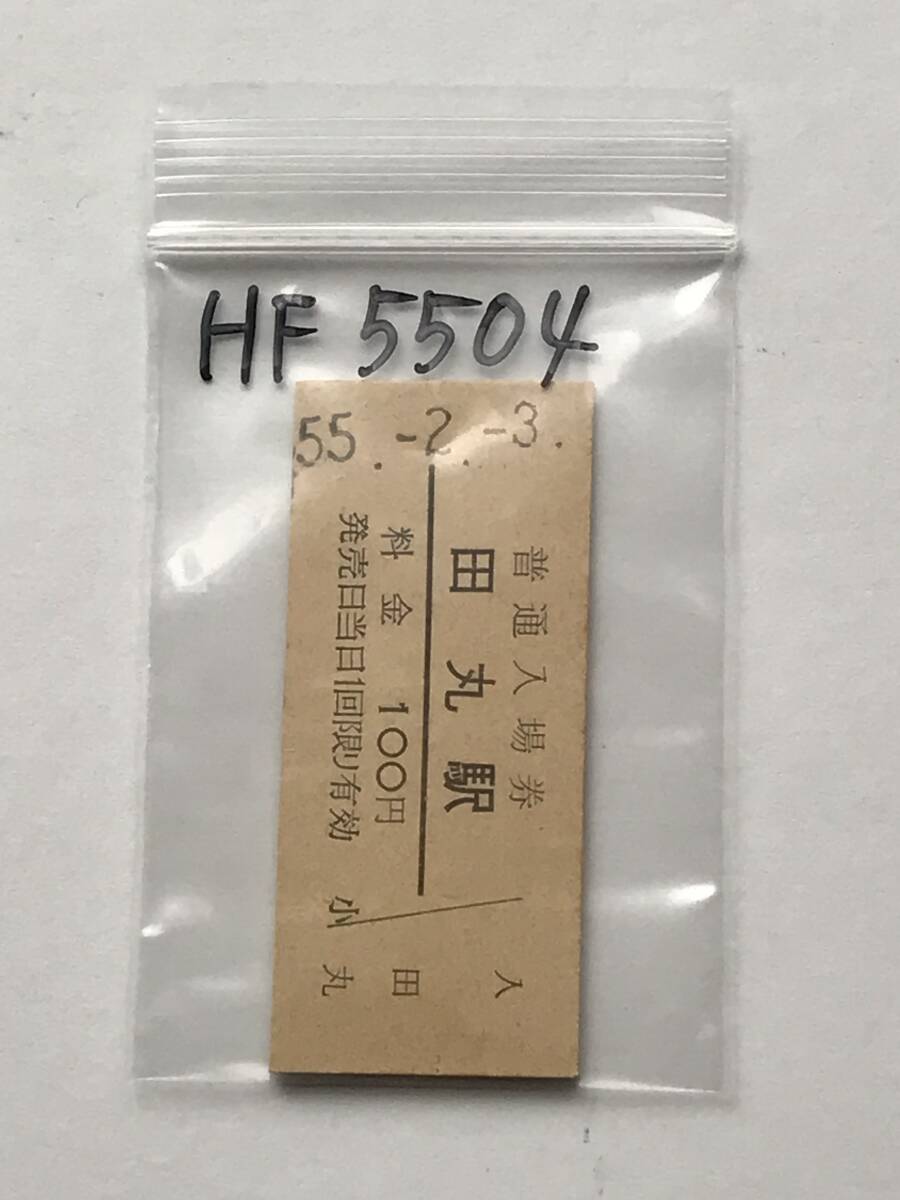 HF 5504
55.-2.-3.
普通入場券
田丸駅
料金 100円
発売日当日1回限り有効
小
入
田
丸